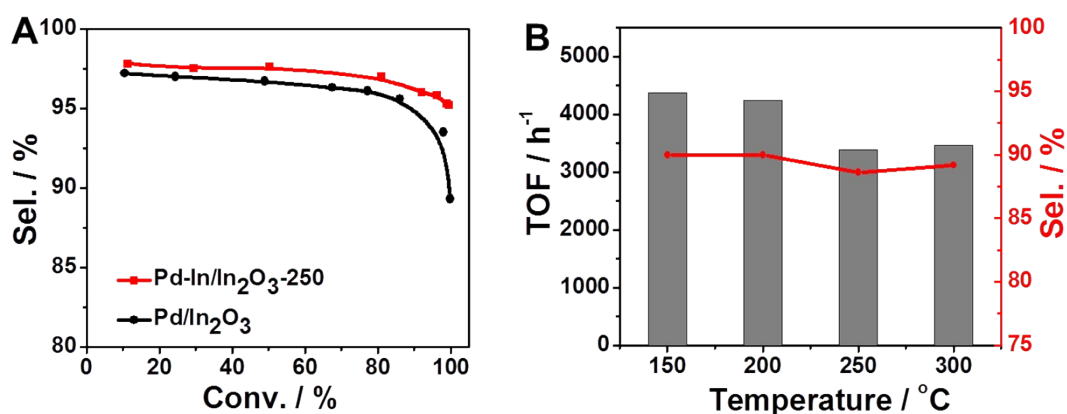 A
100
95
90
85
80
Sel. / %
Pd-In/In2O3-250
Pd/In2O3
0 20 40 60 80 100
Conv. / %
B
5000
4000
3000
2000
1000
0
TOF / h-1
100
95
90
85
80
75
Sel. / %
150 200 250 300
Temperature / °C